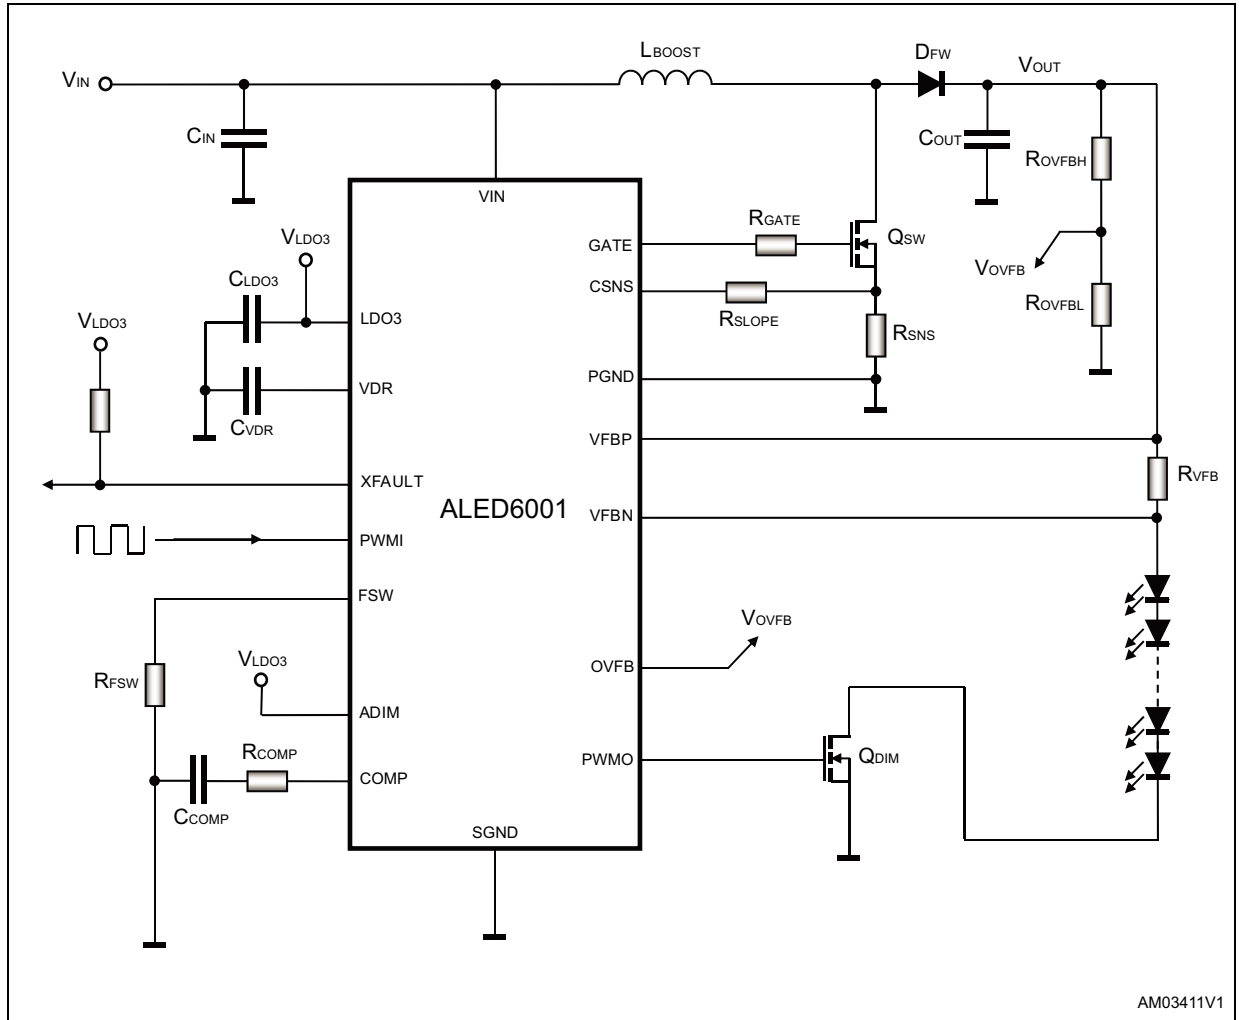 LBOOST
DFW
VOUT
VIN
CIN
COUT
ROVFBH
VIN
RGATE
QSW
VLDO3
GATE
CLDO3
CSNS
VOVFB
ROVFBL
VLDO3
LDO3
RSLOPE
RSNS
PGND
VDR
CVDR
VFBP
RVFB
XFAULT
ALED6001
VFBN
PWMI
FSW
VOVFB
VLDO3
OVFB
RFSW
ADIM
RCOMP
PWMO
QDIM
COMP
CCOMP
SGND
AM03411V1